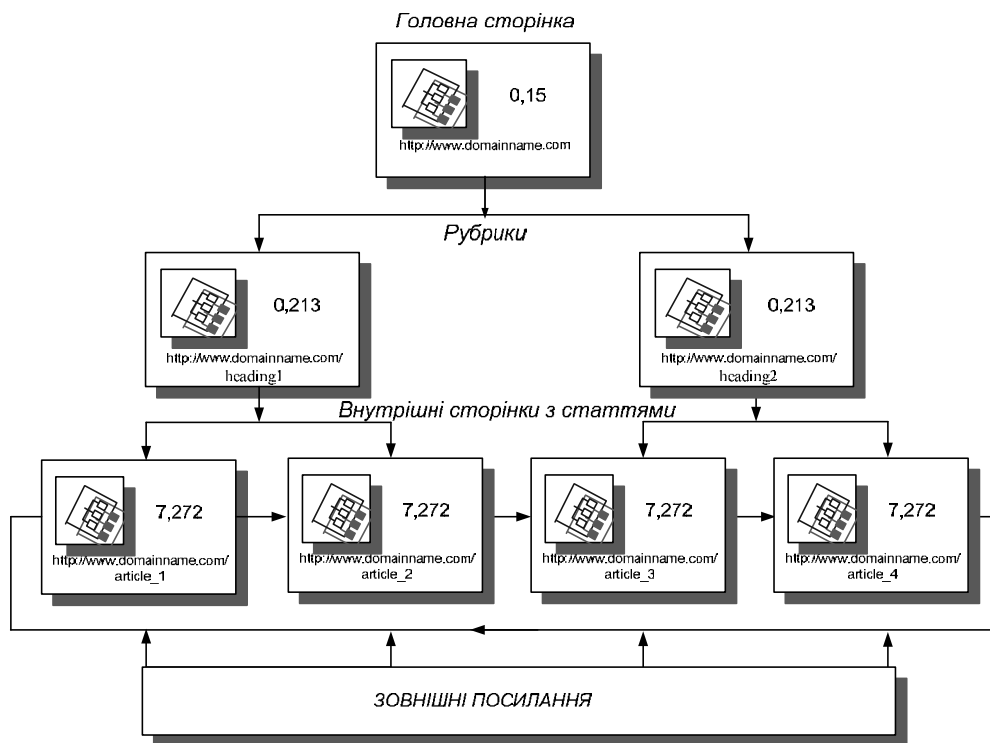 Головна сторінка
0,15
http://www.domainname.com
Рубрики
0,213
http://www.domainname.com/
heading1
0,213
http://www.domainname.com/
heading2
Внутрішні сторінки з статтями
7,272
http://www.domainname.com/
article_1
7,272
http://www.domainname.com/
article_2
7,272
http://www.domainname.com/
article_3
7,272
http://www.domainname.com/
article_4
ЗОВНІШНІ ПОСИЛАННЯ